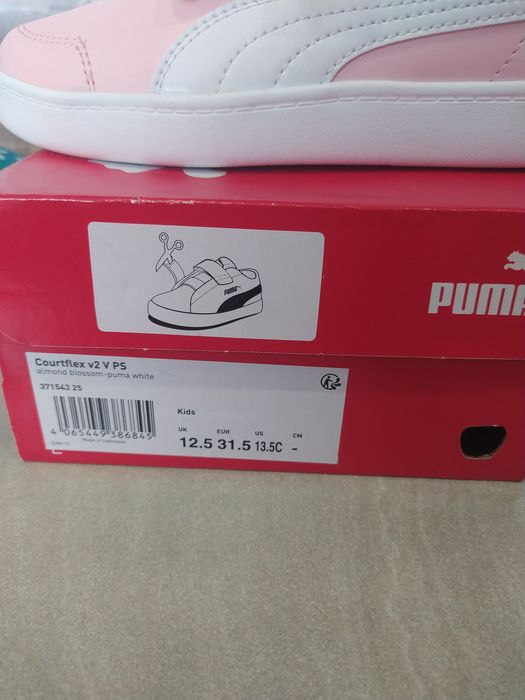 PUMA
PUMA
Courtflex v2 V PS
almond blossom-puma white
371543 25
4 065449 386845
Made in Indonesia
Kids
UK EUR US CM
12.5 31.5 13.5C -